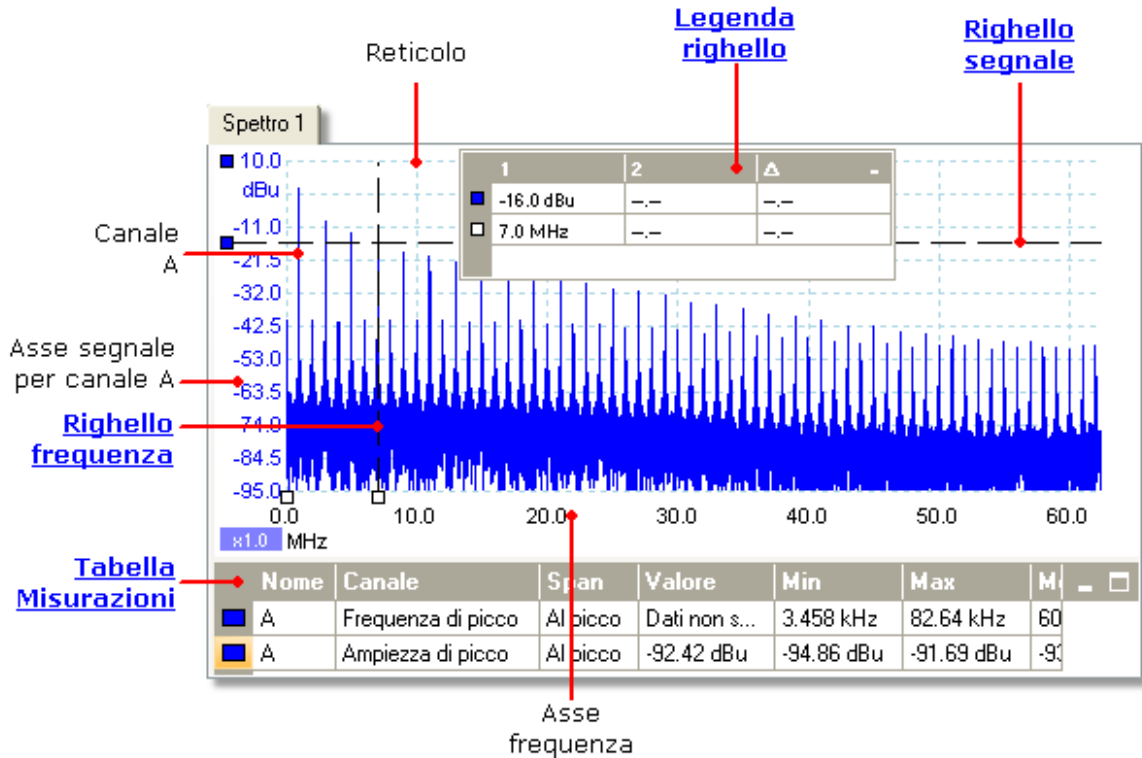 Reticolo
Legenda
righello
Righello
segnale
Spettro 1
10.0
dBu
-11.0
-21.5
-32.0
-42.5
-53.0
-63.5
-74.0
-84.5
-95.0
1 2 Δ -
-16.0 dBu --.-- --.--
7.0 MHz --.-- --.--
Canale
A
Asse segnale
per canale A
Righello
frequenza
0.0 10.0 20.0 30.0 40.0 50.0 60.0
x1.0 MHz
Tabella
Misurazioni
Nome Canale Span Valore Min Max
A Frequenza di picco Al picco Dati non s... 3.458 kHz 82.64 kHz 60
A Ampiezza di picco Al picco -92.42 dBu -94.86 dBu -91.69 dBu
Asse
frequenza